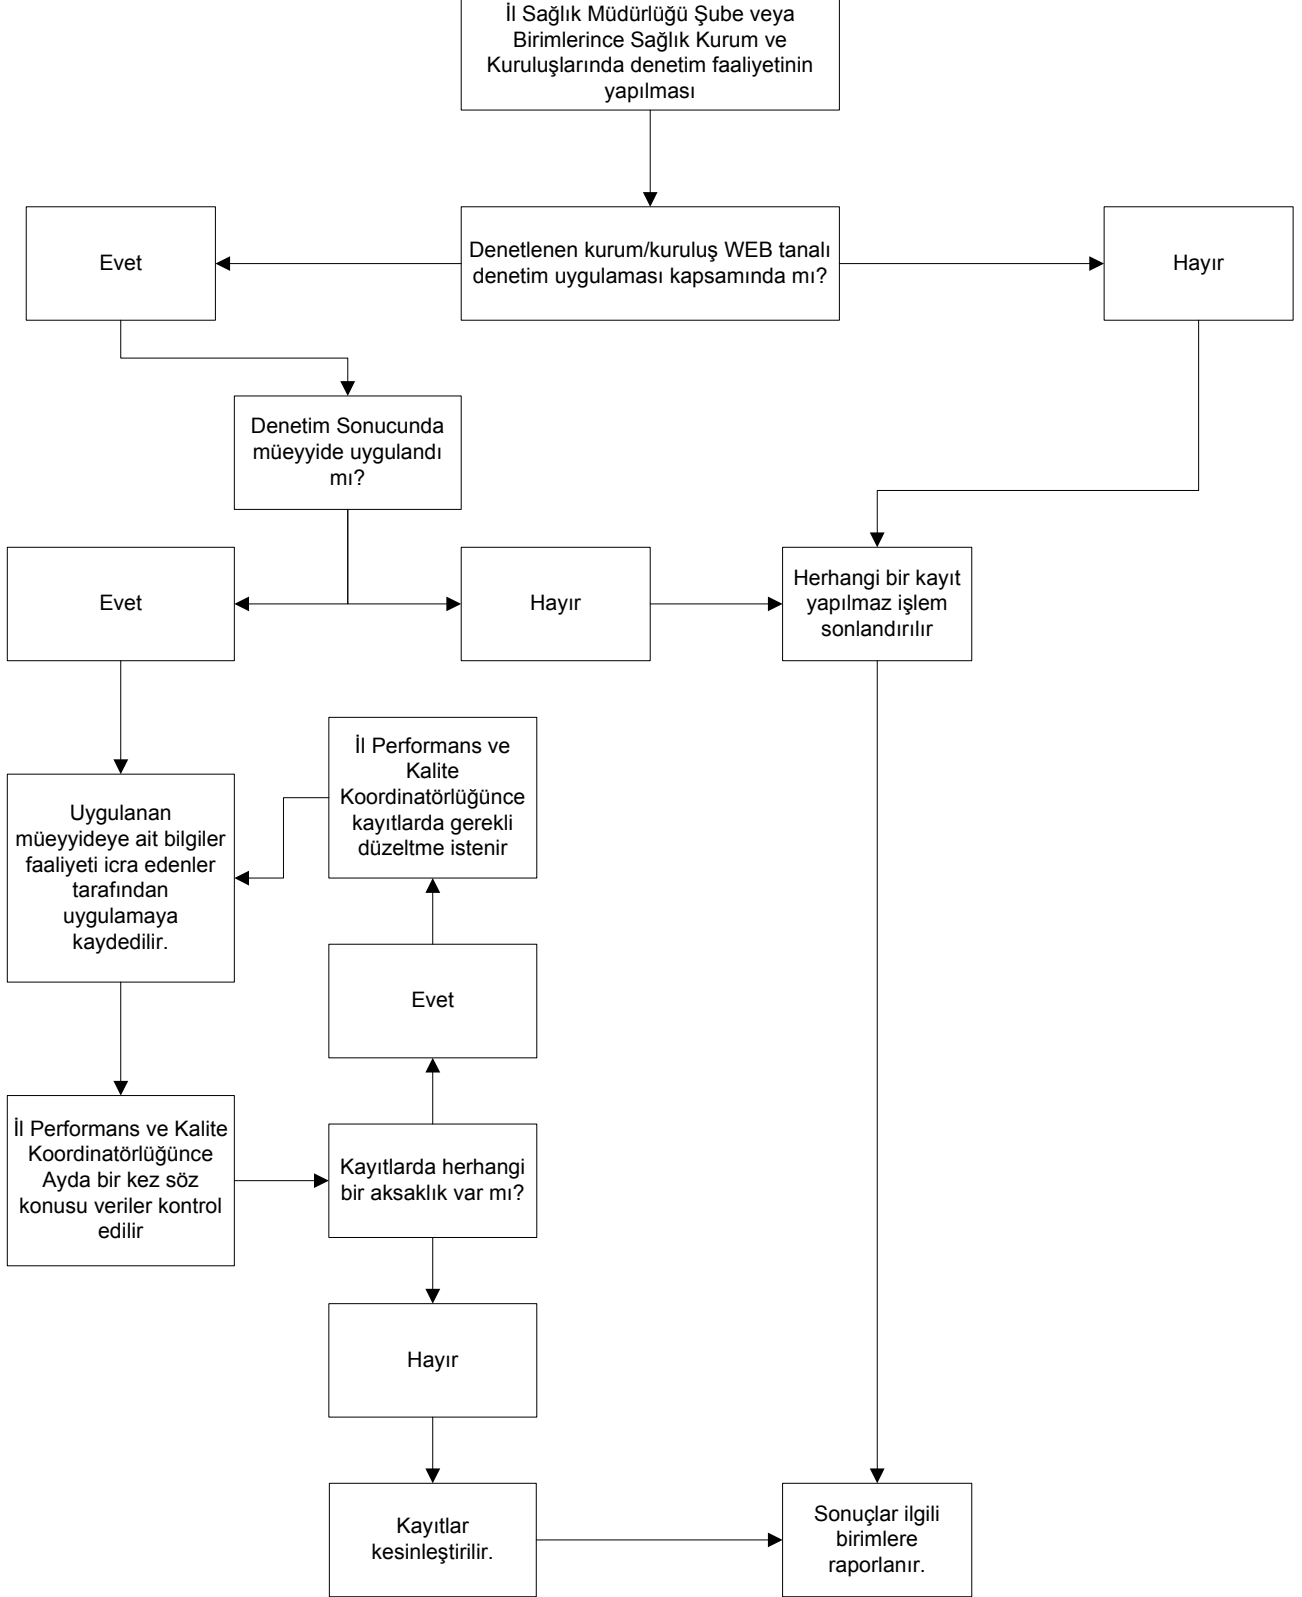 İl Sağlık Müdürlüğü Şube veya
Birimlerince Sağlık Kurum ve
Kuruluşlarında denetim faaliyetinin
yapılması
Evet
Denetlenen kurum/kuruluş WEB tanalı
denetim uygulaması kapsamında mı?
Hayır
Denetim Sonucunda
müeyyide uygulandı
mı?
Evet
Hayır
Herhangi bir kayıt
yapılmaz işlem
sonlandırılır
İl Performans ve
Kalite
Koordinatörlüğünce
kayıtlarda gerekli
düzeltme istenir
Uygulanan
müeyyideye ait bilgiler
faaliyeti icra edenler
tarafından
uygulamaya
kaydedilir.
Evet
İl Performans ve Kalite
Koordinatörlüğünce
Ayda bir kez söz
konusu veriler kontrol
edilir
Kayıtlarda herhangi
bir aksaklık var mı?
Hayır
Kayıtlar
kesinleştirilir.
Sonuçlar ilgili
birimlere
raporlanır.